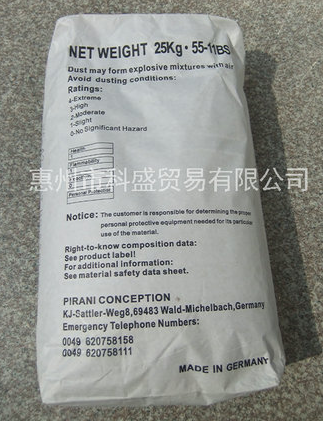 NET WEIGHT 25Kg·55-11BS
Dust may form explosive mixtures with air
Avoid dusting conditions:
Ratings:
4-Extreme
3-High
2-Moderate
1-Slight
0-No Significant Hazard
Health
Flammability
Personal Protection
惠州市科盛贸易有限公司
Notice: The customer is responsible for determining the proper
personal protective equipment needed for its particular
use of the material.
Right-to-know composition data:
See product label!
For additional information:
See material safety data sheet.
PIRANI CONCEPTION
KJ-Sattler-Weg8,69483 Wald-Michelbach,Germany
Emergency Telephone Numbers:
0049 620758158
0049 620758111
MADE IN GERMANY